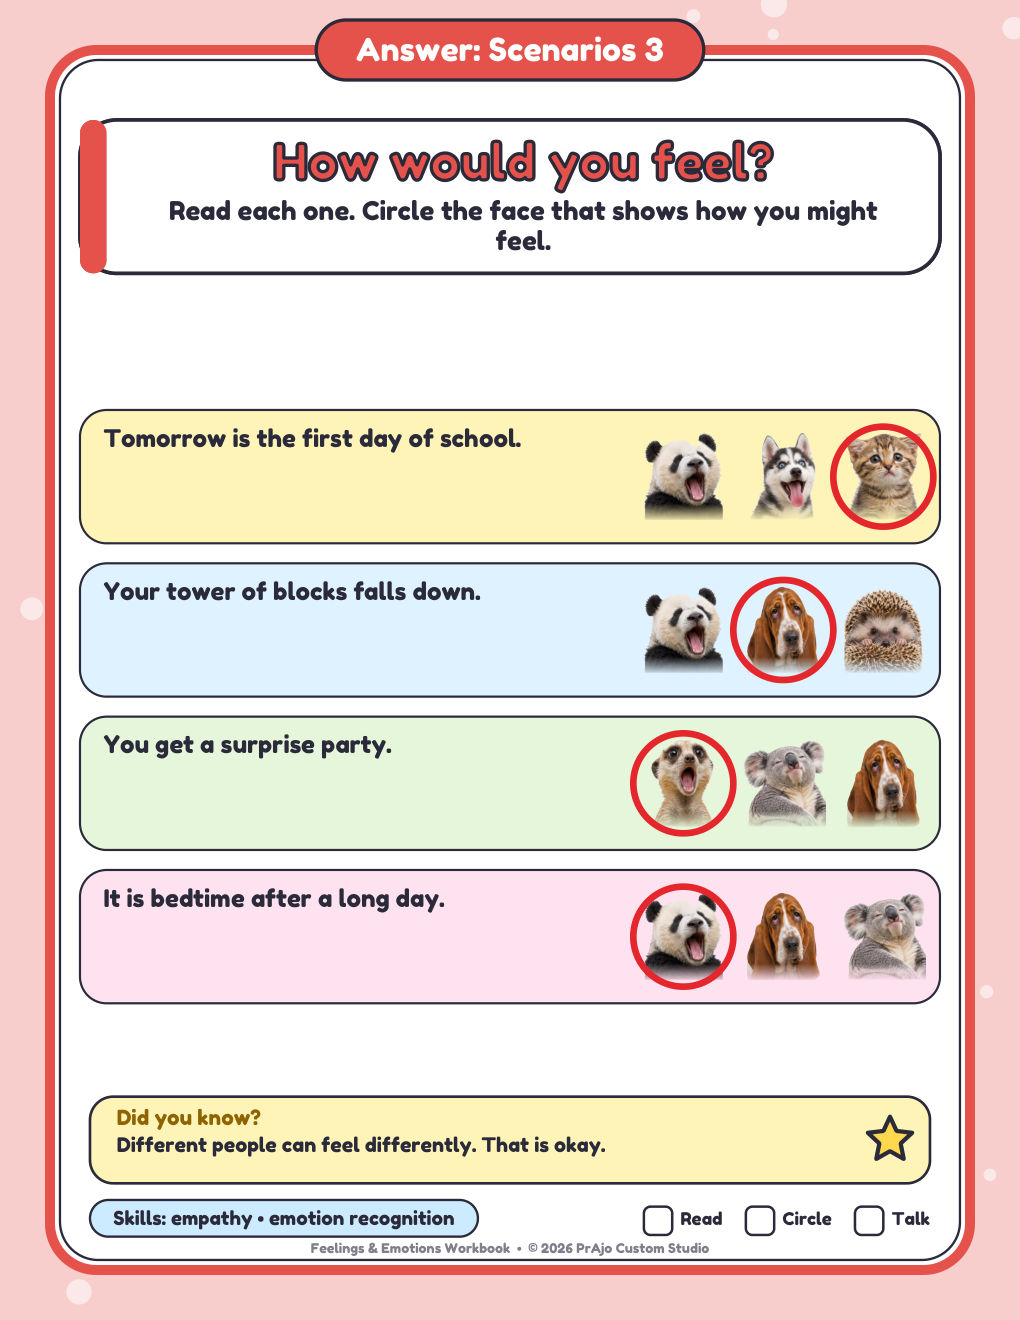 Answer: Scenarios 3
How would you feel?
Read each one. Circle the face that shows how you might
feel.
Tomorrow is the first day of school.
Your tower of blocks falls down.
You get a surprise party.
It is bedtime after a long day.
Did you know?
Different people can feel differently. That is okay.
Skills: empathy • emotion recognition
Read
Circle
Talk
Feelings & Emotions Workbook • © 2026 PrAjo Custom Studio